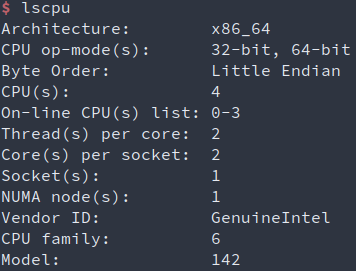 $ lscpu
Architecture:        x86_64
CPU op-mode(s):      32-bit, 64-bit
Byte Order:          Little Endian
CPU(s):              4
On-line CPU(s) list: 0-3
Thread(s) per core:  2
Core(s) per socket:  2
Socket(s):           1
NUMA node(s):        1
Vendor ID:           GenuineIntel
CPU family:          6
Model:               142